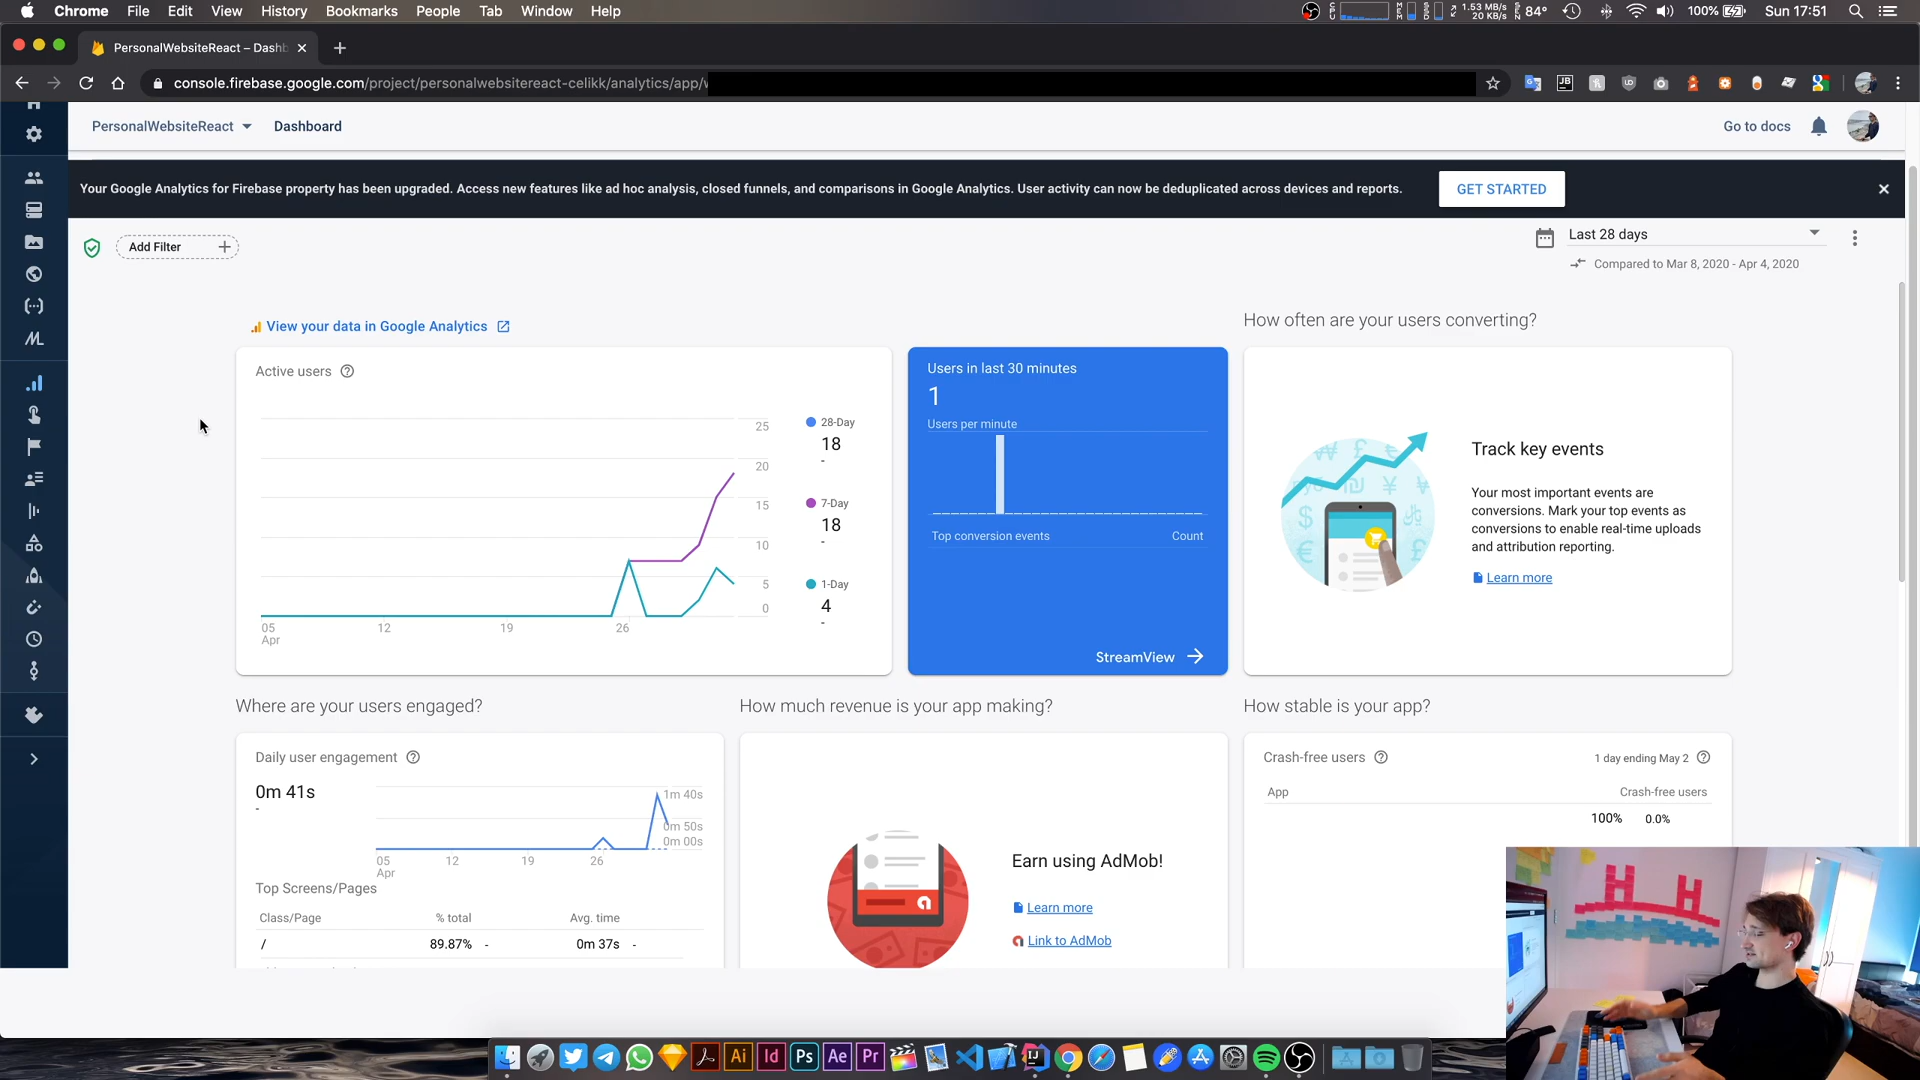 Chrome File Edit View History Bookmarks People Tab Window Help
1.53 MB/s
20 KB/s
84° 100% Sun 17:51
PersonalWebsiteReact – Dashb
console.firebase.google.com/project/personalwebsitereact-celikk/analytics/app/
PersonalWebsiteReact Dashboard Go to docs
Your Google Analytics for Firebase property has been upgraded. Access new features like ad hoc analysis, closed funnels, and comparisons in Google Analytics. User activity can now be deduplicated across devices and reports. GET STARTED
Add Filter
Last 28 days
Compared to Mar 8, 2020 - Apr 4, 2020
View your data in Google Analytics
Active users
25
20
15
10
5
0
05 12 19 26
Apr
28-Day
18
-
7-Day
18
-
1-Day
4
-
Users in last 30 minutes
1
Users per minute
Top conversion events Count
StreamView
How often are your users converting?
Track key events
Your most important events are
conversions. Mark your top events as
conversions to enable real-time uploads
and attribution reporting.
Learn more
Where are your users engaged?
Daily user engagement
0m 41s
-
1m 40s
0m 50s
0m 00s
05 12 19 26
Apr
Top Screens/Pages
Class/Page % total Avg. time
/ 89.87% - 0m 37s -
How much revenue is your app making?
Earn using AdMob!
Learn more
Link to AdMob
How stable is your app?
Crash-free users 1 day ending May 2
App Crash-free users
100% 0.0%
Ai Id Ps Ae Pr